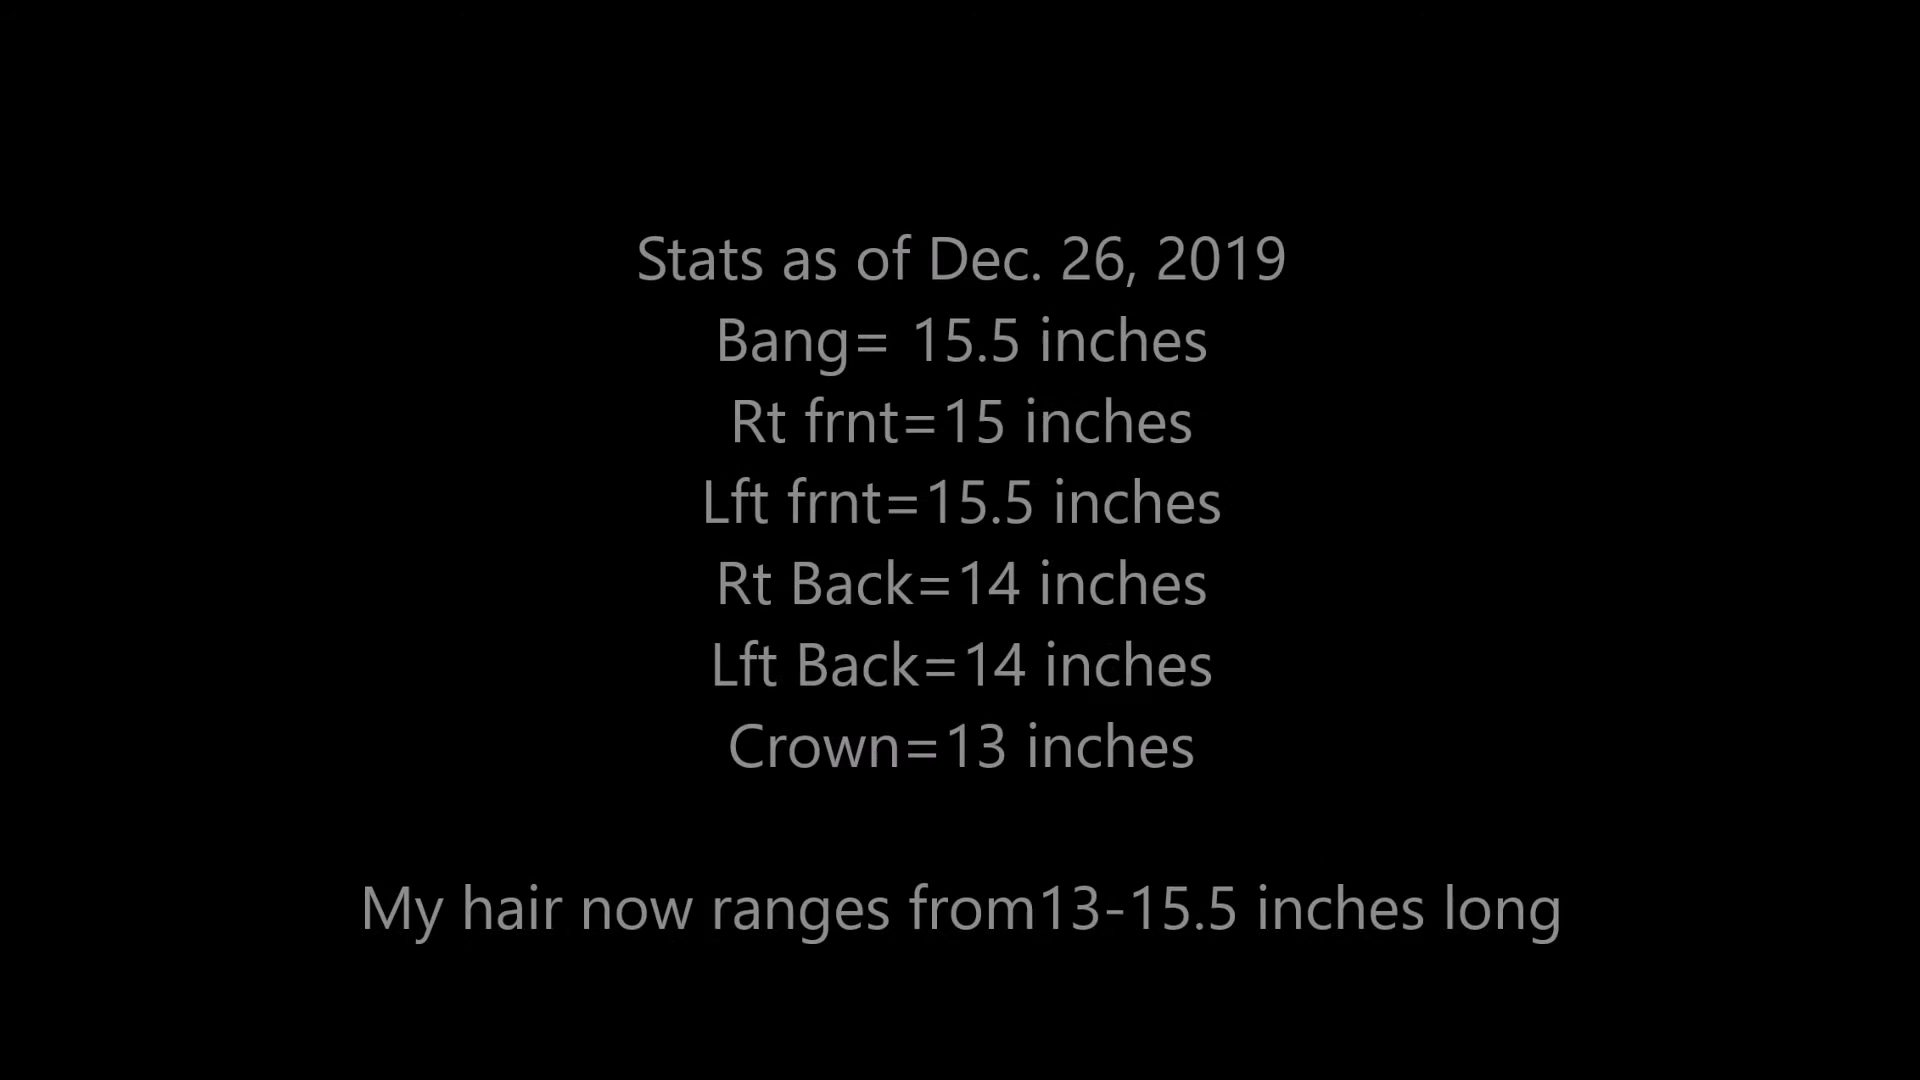 Stats as of Dec. 26, 2019
Bang= 15.5 inches
Rt frnt=15 inches
Lft frnt=15.5 inches
Rt Back=14 inches
Lft Back=14 inches
Crown=13 inches
My hair now ranges from13-15.5 inches long